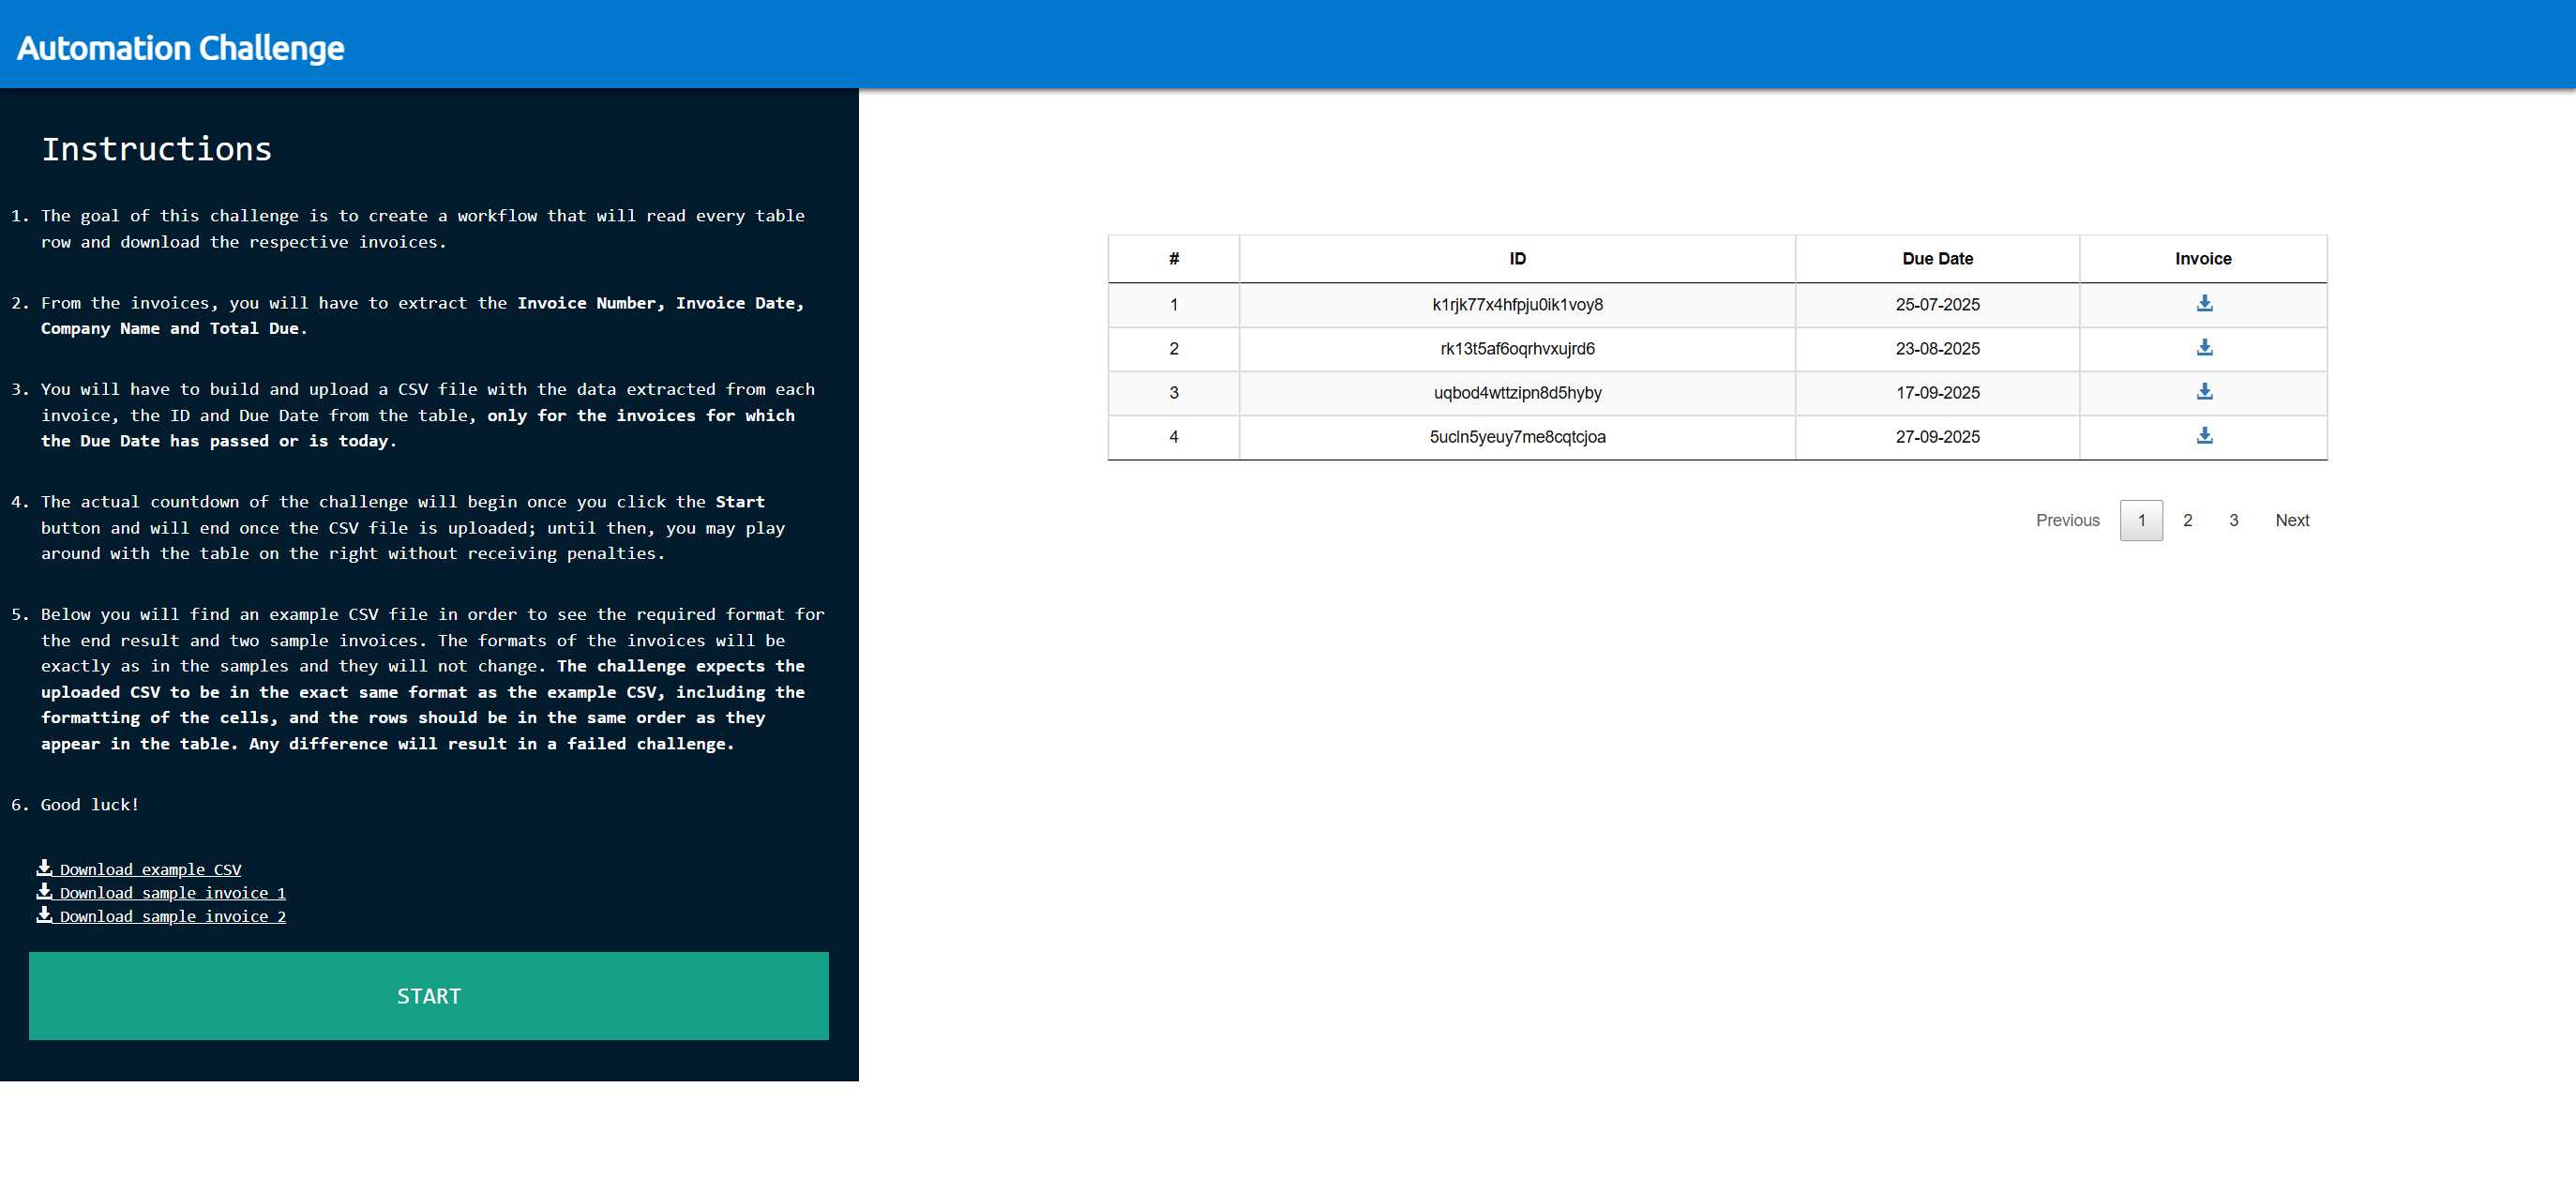 Automation Challenge
Instructions
1. The goal of this challenge is to create a workflow that will read every table
row and download the respective invoices.
2. From the invoices, you will have to extract the Invoice Number, Invoice Date,
Company Name and Total Due.
3. You will have to build and upload a CSV file with the data extracted from each
invoice, the ID and Due Date from the table, only for the invoices for which
the Due Date has passed or is today.
4. The actual countdown of the challenge will begin once you click the Start
button and will end once the CSV file is uploaded; until then, you may play
around with the table on the right without receiving penalties.
5. Below you will find an example CSV file in order to see the required format for
the end result and two sample invoices. The formats of the invoices will be
exactly as in the samples and they will not change. The challenge expects the
uploaded CSV to be in the exact same format as the example CSV, including the
formatting of the cells, and the rows should be in the same order as they
appear in the table. Any difference will result in a failed challenge.
6. Good luck!
Download example CSV
Download sample invoice 1
Download sample invoice 2
START
# ID Due Date Invoice
1 k1rjk77x4hfpju0ik1voy8 25-07-2025
2 rk13t5af6oqrhvxujrd6 23-08-2025
3 uqbod4wttzipn8d5hyby 17-09-2025
4 5ucln5yeuy7me8cqtcjoa 27-09-2025
Previous 1 2 3 Next